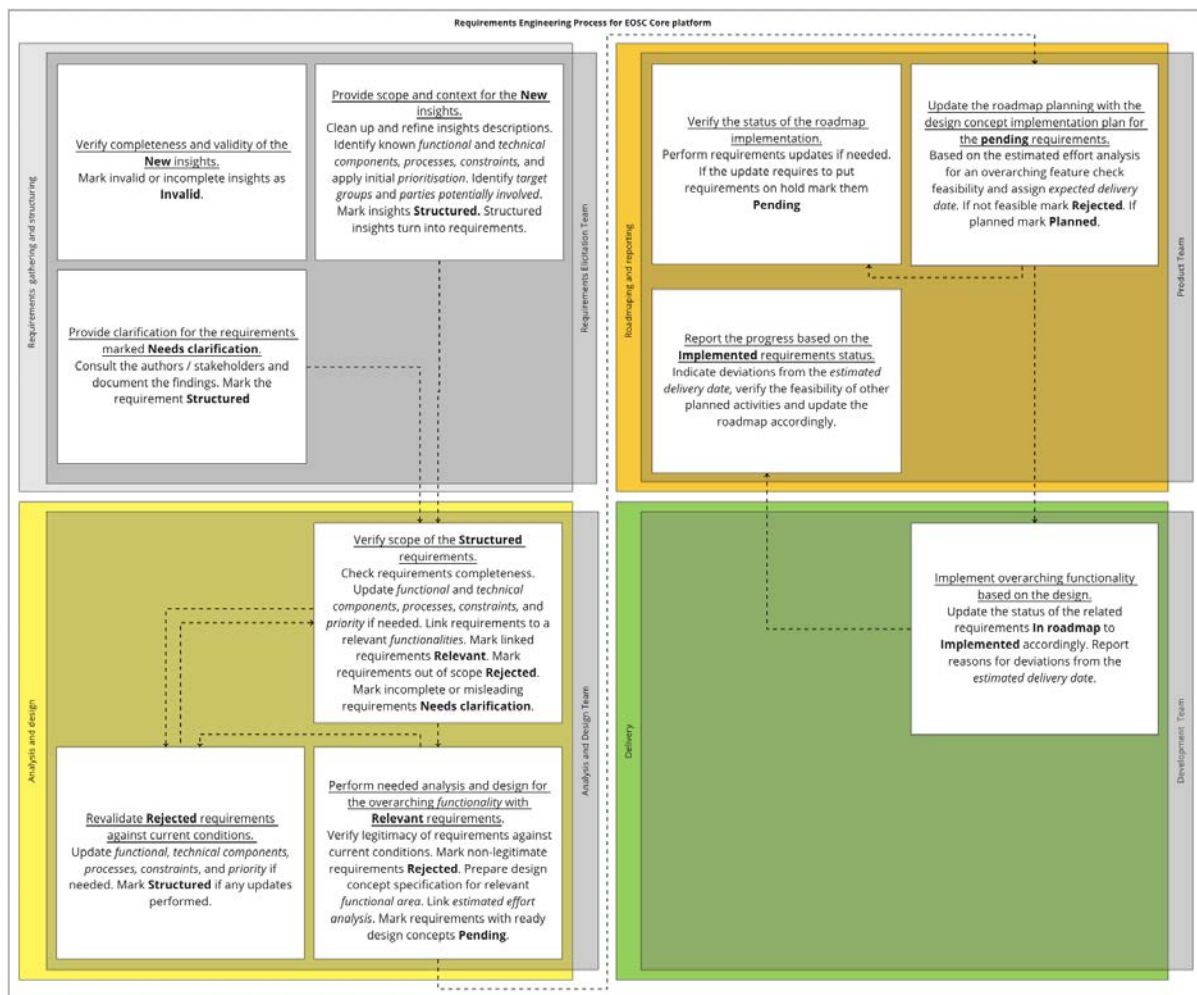 Requirements Engineering Process for EOSC Core platform
Requirements gathering and structuring
Verify completeness and validity of the
New insights.
Mark invalid or incomplete insights as
Invalid.
Provide scope and context for the New
insights.
Clean up and refine insights descriptions.
Identify known functional and technical
components, processes, constraints, and
apply initial prioritisation. Identify target
groups and parties potentially involved.
Mark insights Structured. Structured
insights turn into requirements.
Provide clarification for the requirements
marked Needs clarification.
Consult the authors / stakeholders and
document the findings. Mark the
requirement Structured
Requirements Elicitation Team
Roadmaping and reporting
Verify the status of the roadmap
implementation.
Perform requirements updates if needed.
If the update requires to put
requirements on hold mark them
Pending
Update the roadmap planning with the
design concept implementation plan for
the pending requirements.
Based on the estimated effort analysis
for an overarching feature check
feasibility and assign expected delivery
date. If not feasible mark Rejected. If
planned mark Planned.
Report the progress based on the
Implemented requirements status.
Indicate deviations from the estimated
delivery date, verify the feasibility of other
planned activities and update the
roadmap accordingly.
Product Team
Analysis and design
Verify scope of the Structured
requirements.
Check requirements completeness.
Update functional and technical
components, processes, constraints, and
priority if needed. Link requirements to a
relevant functionalities. Mark linked
requirements Relevant. Mark
requirements out of scope Rejected.
Mark incomplete or misleading
requirements Needs clarification.
Revalidate Rejected requirements
against current conditions.
Update functional, technical components,
processes, constraints, and priority if
needed. Mark Structured if any updates
performed.
Perform needed analysis and design for
the overarching functionality with
Relevant requirements.
Verify legitimacy of requirements against
current conditions. Mark non-legitimate
requirements Rejected. Prepare design
concept specification for relevant
functional area. Link estimated effort
analysis. Mark requirements with ready
design concepts Pending.
Analysis and Design Team
Delivery
Implement overarching functionality
based on the design.
Update the status of the related
requirements In roadmap to
Implemented accordingly. Report
reasons for deviations from the
estimated delivery date.
Development Team